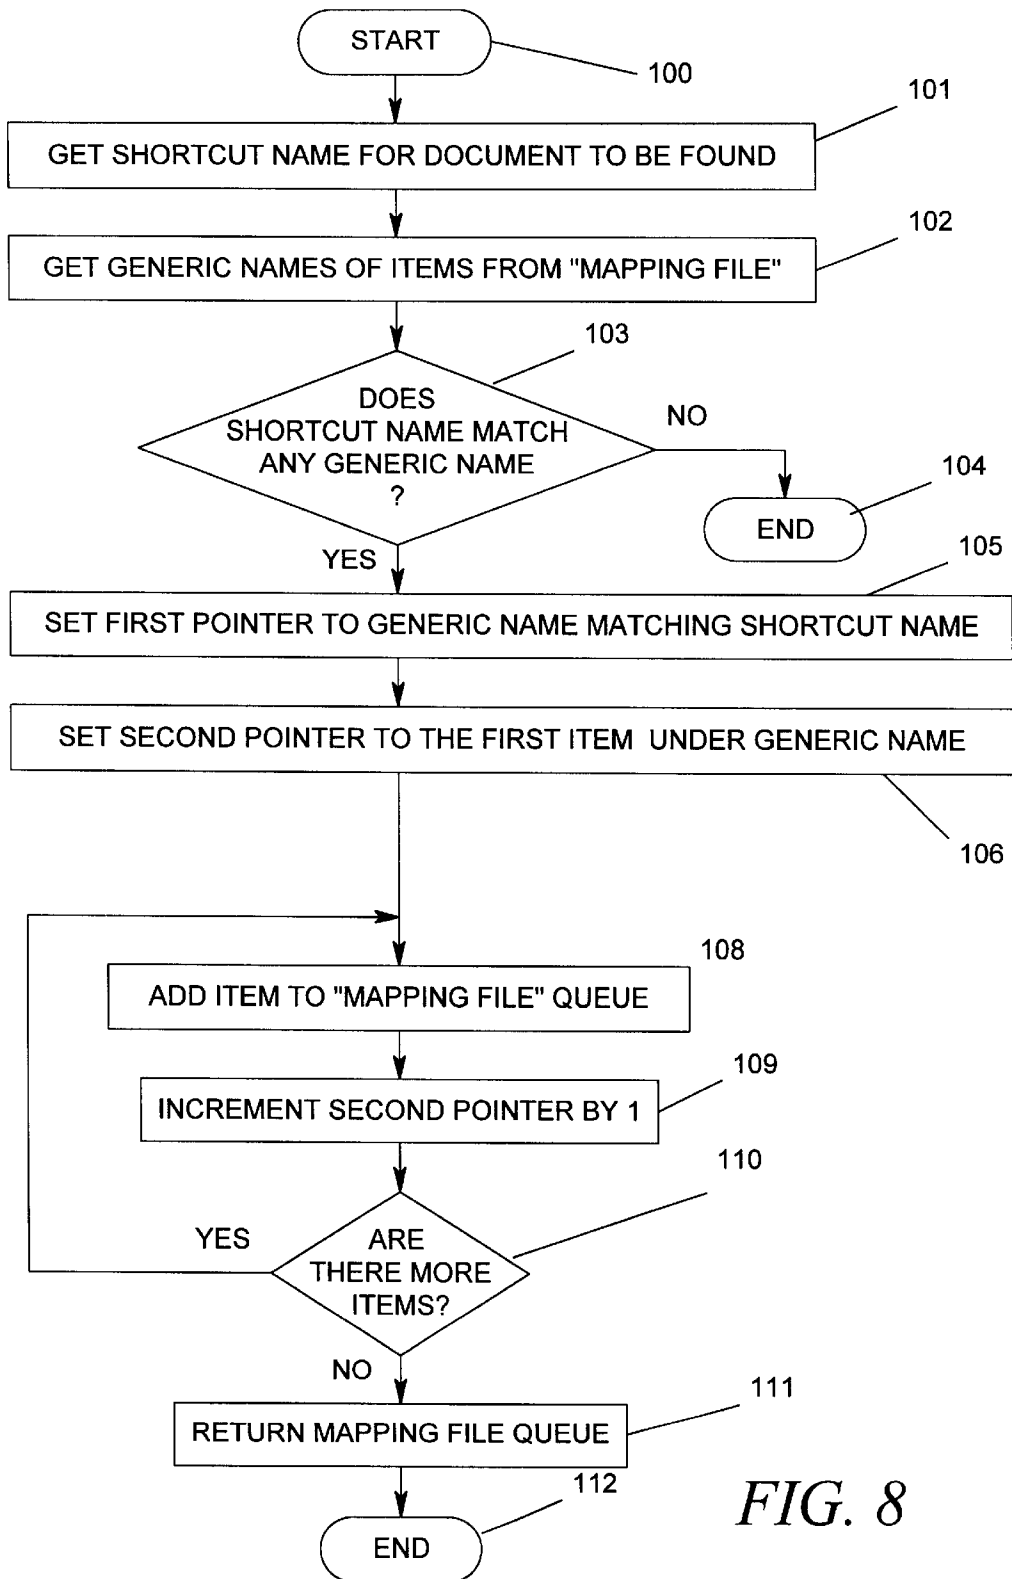 START
100
101
GET SHORTCUT NAME FOR DOCUMENT TO BE FOUND
102
GET GENERIC NAMES OF ITEMS FROM "MAPPING FILE"
103
DOES
SHORTCUT NAME MATCH
ANY GENERIC NAME
?
NO
104
END
YES
105
SET FIRST POINTER TO GENERIC NAME MATCHING SHORTCUT NAME
SET SECOND POINTER TO THE FIRST ITEM UNDER GENERIC NAME
106
108
ADD ITEM TO "MAPPING FILE" QUEUE
109
INCREMENT SECOND POINTER BY 1
110
YES
ARE
THERE MORE
ITEMS?
NO
111
RETURN MAPPING FILE QUEUE
112
END
FIG. 8